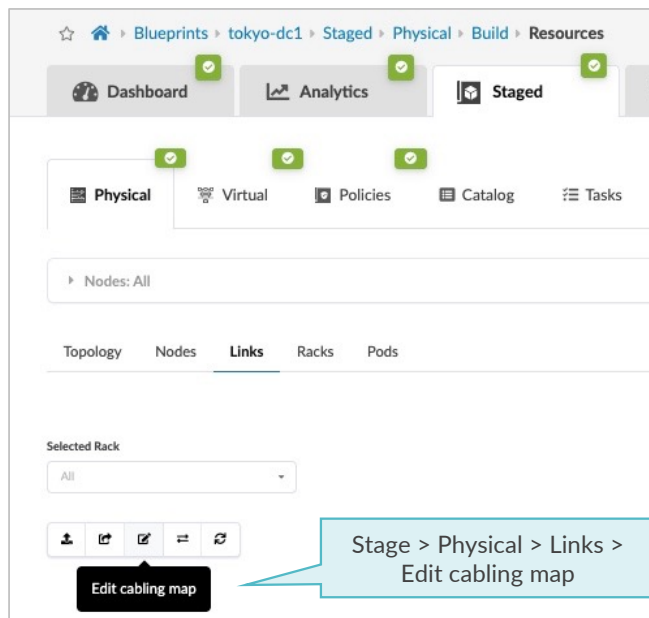 Blueprints tokyo-dc1 Staged Physical Build Resources
Dashboard Analytics Staged
Physical Virtual Policies Catalog Tasks
Nodes: All
Topology Nodes Links Racks Pods
Selected Rack
All
Edit cabling map
Stage > Physical > Links >
Edit cabling map